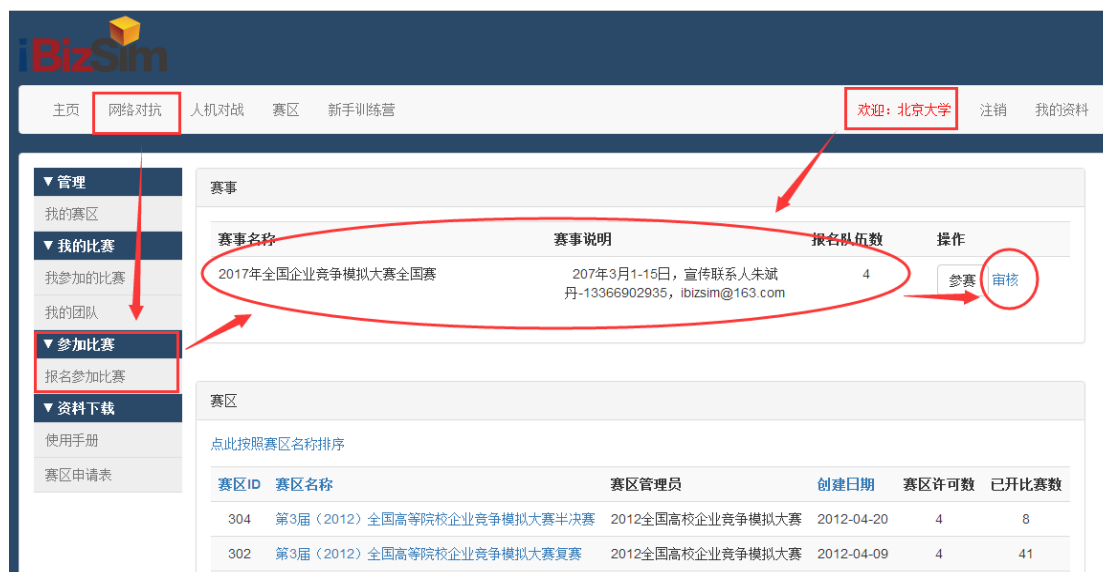 iBizSim
主页 网络对抗 人机对战 赛区 新手训练营 欢迎：北京大学 注销 我的资料
▼管理
我的赛区
▼我的比赛
我参加的比赛
我的团队
▼参加比赛
报名参加比赛
▼资料下载
使用手册
赛区申请表
赛事
赛事名称 赛事说明 报名队伍数 操作
2017年全国企业竞争模拟大赛全国赛 207年3月1-15日，宣传联系人朱斌 4 参赛 审核
丹-13366902935，ibizsim@163.com
赛区
点此按照赛区名称排序
赛区ID 赛区名称 赛区管理员 创建日期 赛区许可数 已开比赛数
304 第3届（2012）全国高等院校企业竞争模拟大赛半决赛 2012全国高校企业竞争模拟大赛 2012-04-20 4 8
302 第3届（2012）全国高等院校企业竞争模拟大赛复赛 2012全国高校企业竞争模拟大赛 2012-04-09 4 41